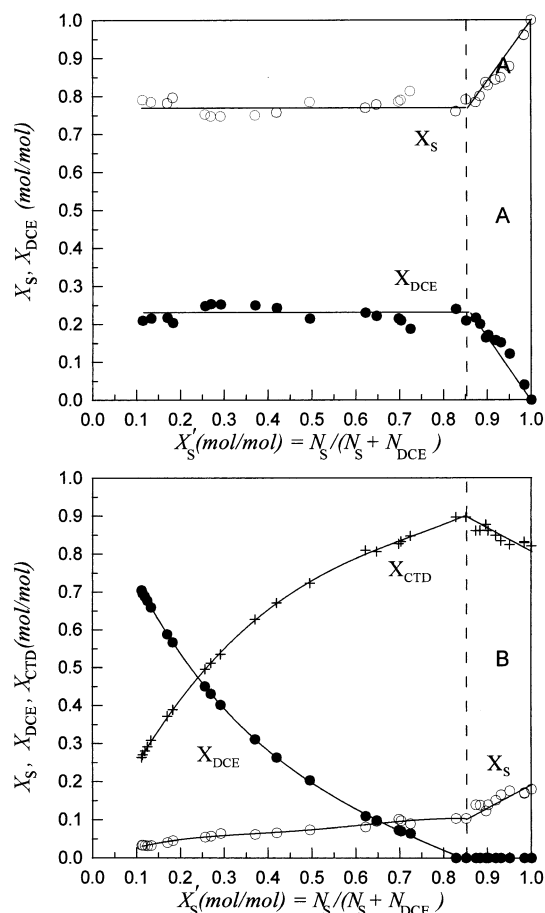 1.0
0.9
0.8
0.7
0.6
0.5
0.4
0.3
0.2
0.1
0.0
X_S, X_DCE (mol/mol)
A
X_S
A
X_DCE
0.0 0.1 0.2 0.3 0.4 0.5 0.6 0.7 0.8 0.9 1.0
X'_S (mol/mol) = N_S/(N_S + N_DCE )
1.0
0.9
0.8
0.7
0.6
0.5
0.4
0.3
0.2
0.1
0.0
X_S, X_DCE, X_CTD (mol/mol)
X_CTD
B
X_DCE
X_S
0.0 0.1 0.2 0.3 0.4 0.5 0.6 0.7 0.8 0.9 1.0
X'_S (mol/mol) = N_S/(N_S + N_DCE )